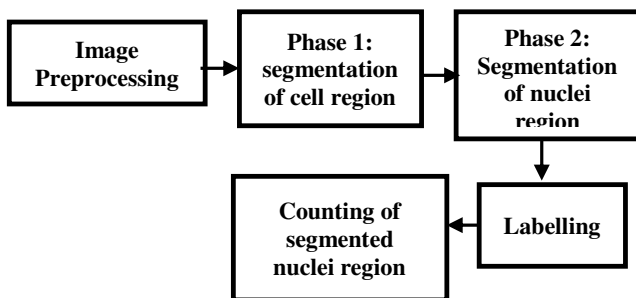 Image
Preprocessing
Phase 1:
segmentation
of cell region
Phase 2:
Segmentation
of nuclei
region
Labelling
Counting of
segmented
nuclei region